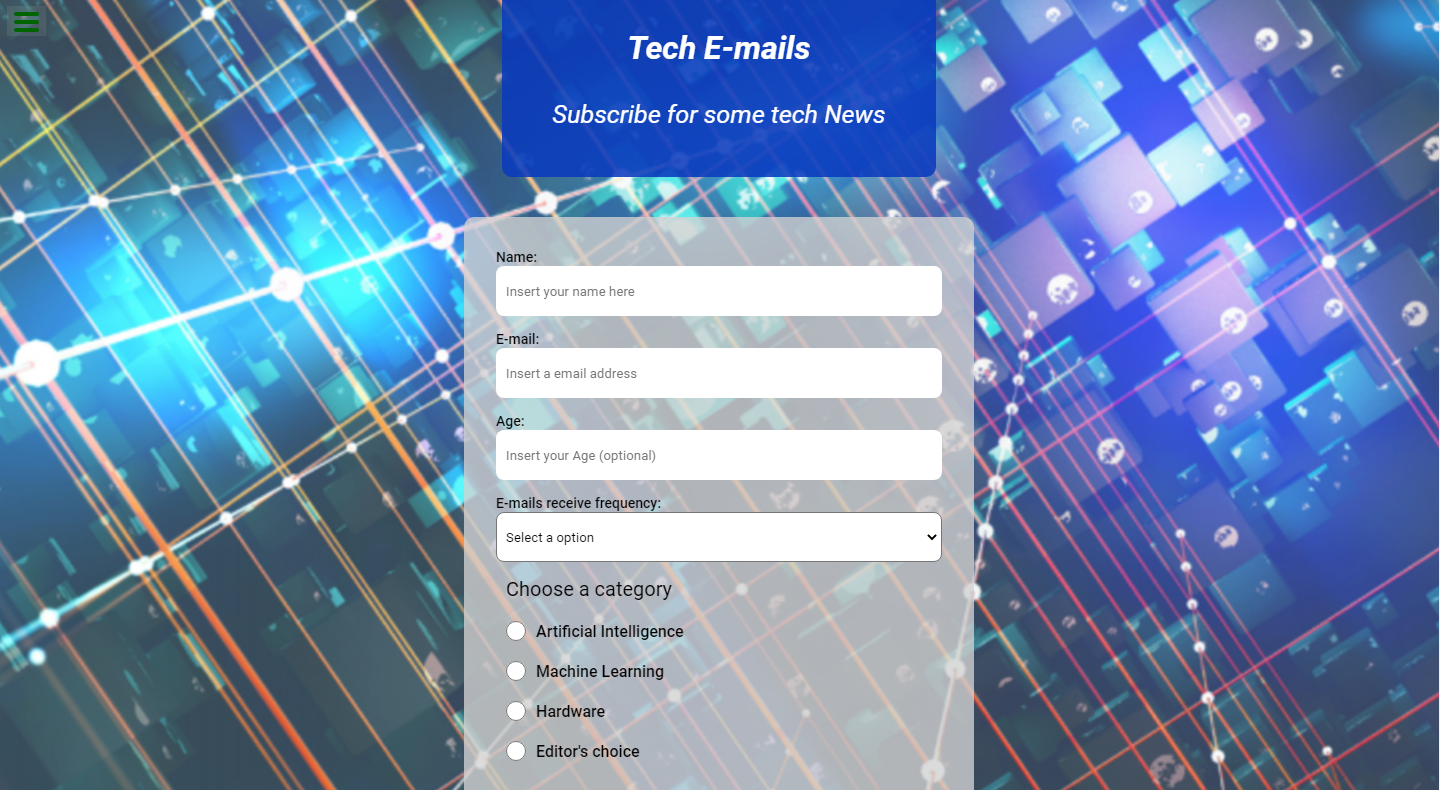 Tech E-mails
Subscribe for some tech News
Name:
Insert your name here
E-mail:
Insert a email address
Age:
Insert your Age (optional)
E-mails receive frequency:
Select a option
Choose a category
Artificial Intelligence
Machine Learning
Hardware
Editor's choice